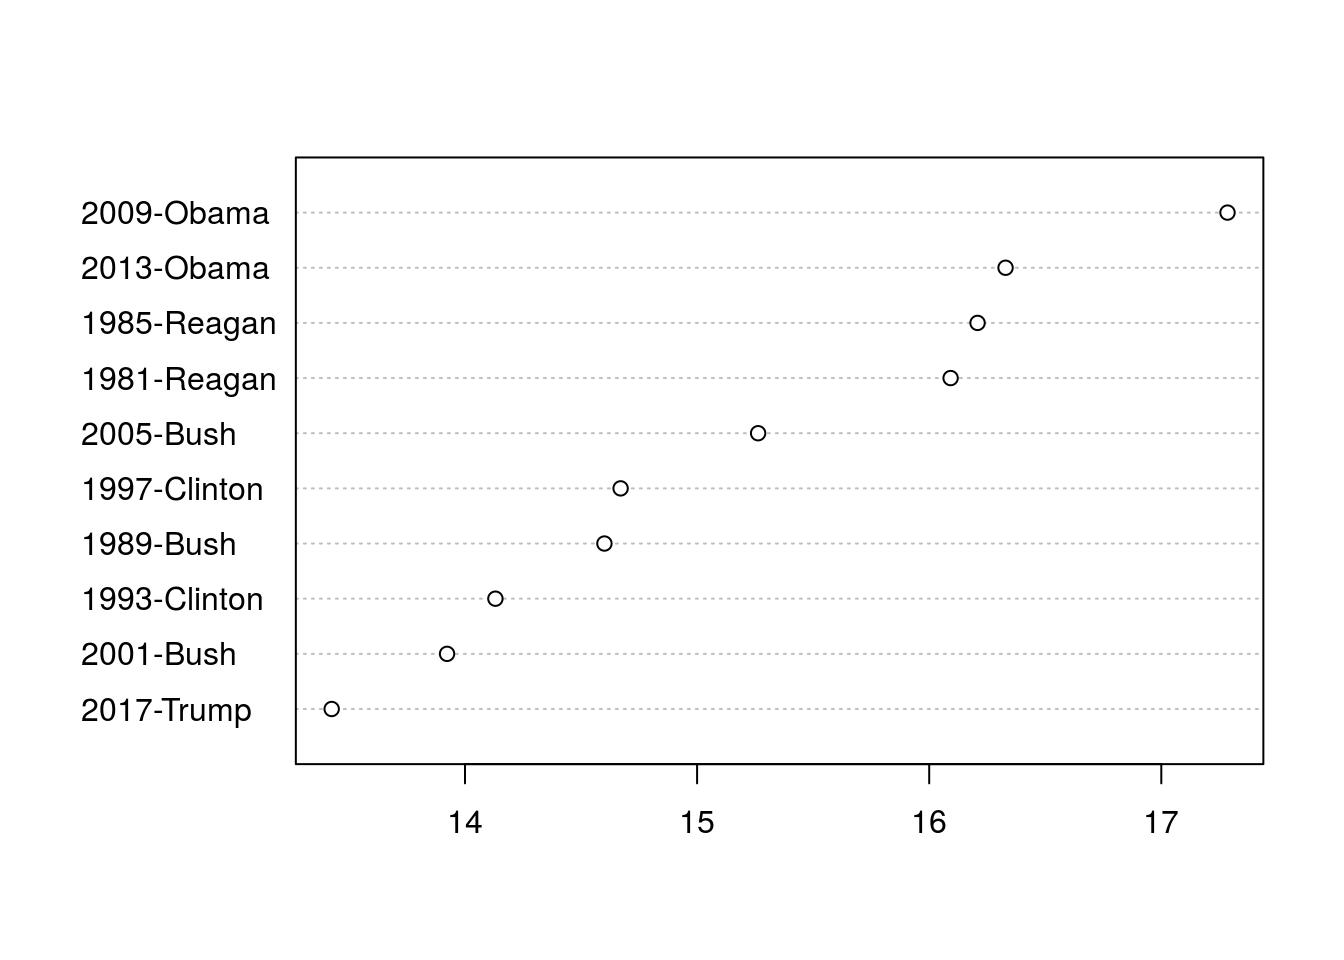 2009-Obama
2013-Obama
1985-Reagan
1981-Reagan
2005-Bush
1997-Clinton
1989-Bush
1993-Clinton
2001-Bush
2017-Trump
14 15 16 17